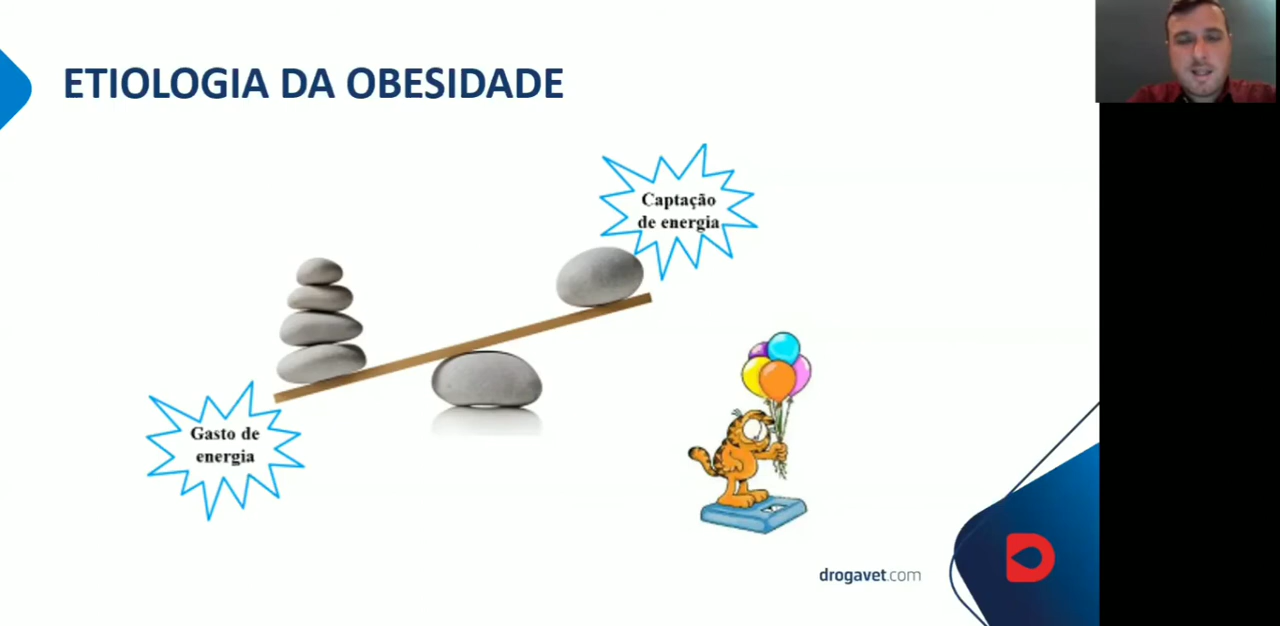 ETIOLOGIA DA OBESIDADE
Captação
de energia
Gasto de
energia
drogavet.com